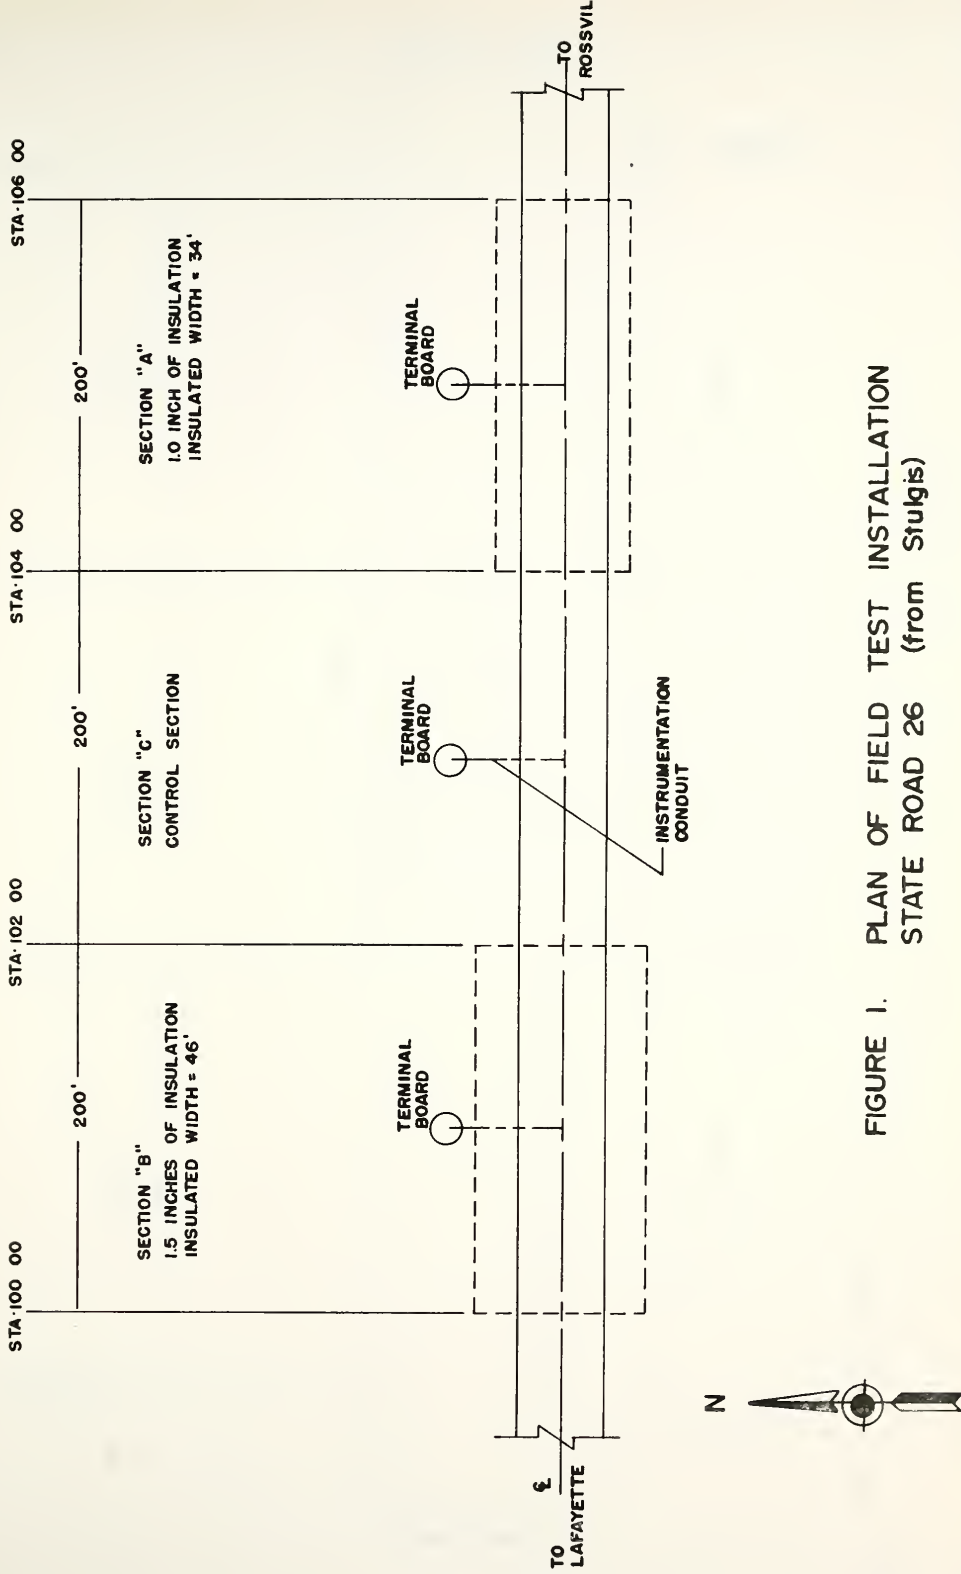 STA·100 00
STA·102 00
STA·104 00
STA·106 00
200'
200'
200'
SECTION "B"
1.5 INCHES OF INSULATION
INSULATED WIDTH = 46'
SECTION "C"
CONTROL SECTION
SECTION "A"
1.0 INCH OF INSULATION
INSULATED WIDTH = 34'
TERMINAL
BOARD
TERMINAL
BOARD
TERMINAL
BOARD
℄
TO
LAFAYETTE
TO
ROSSVIL
INSTRUMENTATION
CONDUIT
N
FIGURE 1. PLAN OF FIELD TEST INSTALLATION
STATE ROAD 26 (from Stulgis)